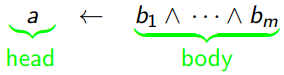 a ← b₁ ∧ ⋯ ∧ bₘ
head body